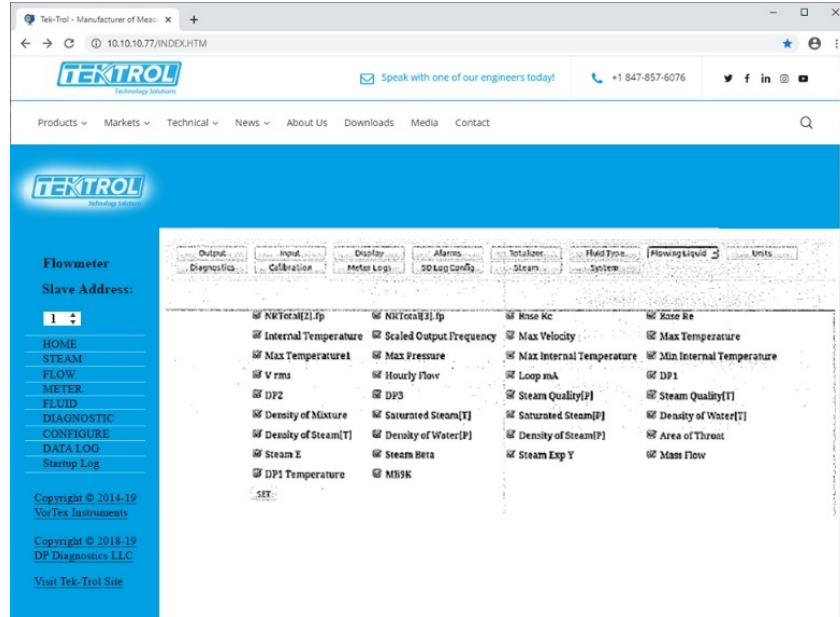 Tek-Trol - Manufacturer of Meas
10.10.10.77/INDEX.HTM
TEKTROL
Technology Solutions
Speak with one of our engineers today!
+1 847-857-6076
Products Markets Technical News About Us Downloads Media Contact
TEKTROL
Technology Solutions
Output Input Display Alarms Totalizer Fluid Type Flowing Liquid Units
Diagnostics Calibration Meter Logs SD Log Config Steam System
Flowmeter
Slave Address:
1
HOME
STEAM
FLOW
METER
FLUID
DIAGNOSTIC
CONFIGURE
DATA LOG
Startup Log
Copyright © 2014-19
VorTex Instruments
Copyright © 2018-19
DP Diagnostics LLC
Visit Tek-Trol Site
NRTotal[2].fp NRTotal[3].fp Base Kc Base Re
Internal Temperature Scaled Output Frequency Max Velocity Max Temperature
Max Temperature1 Max Pressure Max Internal Temperature Min Internal Temperature
V rms Hourly Flow Loop mA DP1
DP2 DP3 Steam Quality[P] Steam Quality[T]
Density of Mixture Saturated Steam[T] Saturated Steam[P] Density of Water[T]
Density of Steam[T] Density of Water[P] Density of Steam[P] Area of Throat
Steam E Steam Beta Steam Exp Y Mass Flow
DP1 Temperature
SET